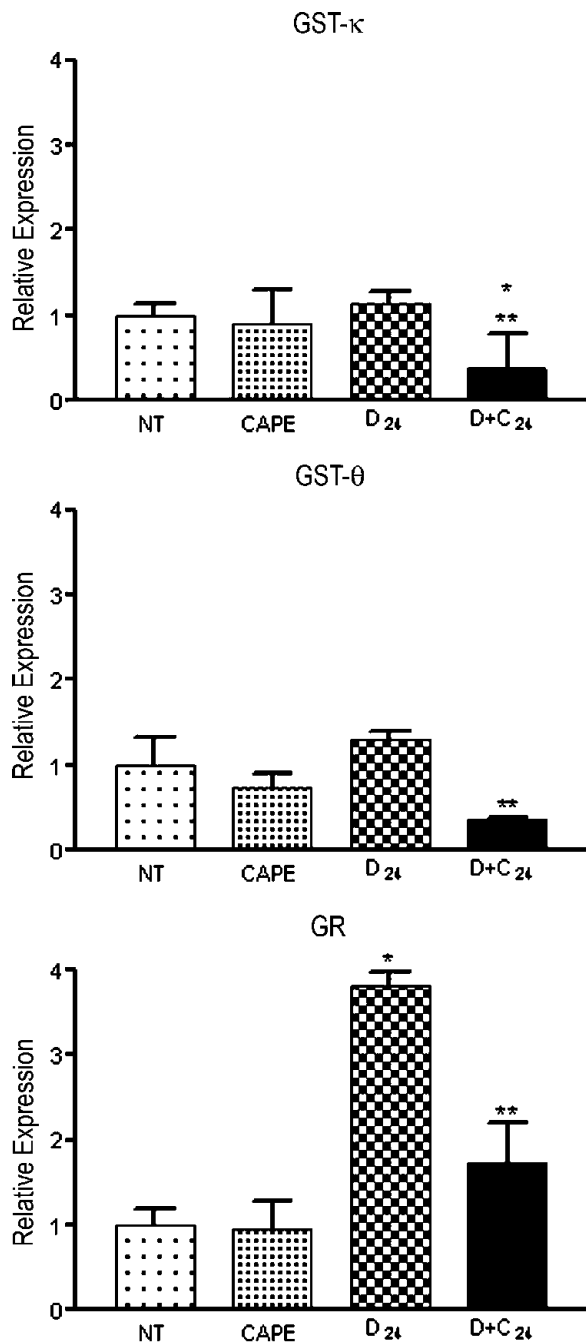 GST-κ
4
3
2
1
0
Relative Expression
*
**
NT CAPE D 24 D+C 24
GST-θ
4
3
2
1
0
Relative Expression
**
NT CAPE D 24 D+C 24
GR
4
3
2
1
0
Relative Expression
*
**
NT CAPE D 24 D+C 24